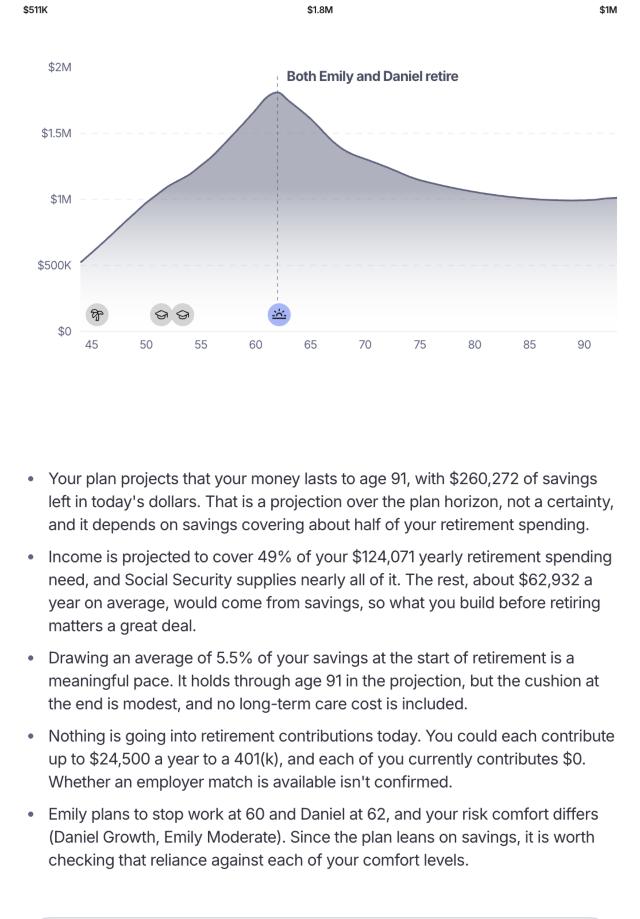 $511K $1.8M $1M
$2M
Both Emily and Daniel retire
$1.5M
$1M
$500K
$0
45 50 55 60 65 70 75 80 85 90
• Your plan projects that your money lasts to age 91, with $260,272 of savings
left in today's dollars. That is a projection over the plan horizon, not a certainty,
and it depends on savings covering about half of your retirement spending.
• Income is projected to cover 49% of your $124,071 yearly retirement spending
need, and Social Security supplies nearly all of it. The rest, about $62,932 a
year on average, would come from savings, so what you build before retiring
matters a great deal.
• Drawing an average of 5.5% of your savings at the start of retirement is a
meaningful pace. It holds through age 91 in the projection, but the cushion at
the end is modest, and no long-term care cost is included.
• Nothing is going into retirement contributions today. You could each contribute
up to $24,500 a year to a 401(k), and each of you currently contributes $0.
Whether an employer match is available isn't confirmed.
• Emily plans to stop work at 60 and Daniel at 62, and your risk comfort differs
(Daniel Growth, Emily Moderate). Since the plan leans on savings, it is worth
checking that reliance against each of your comfort levels.